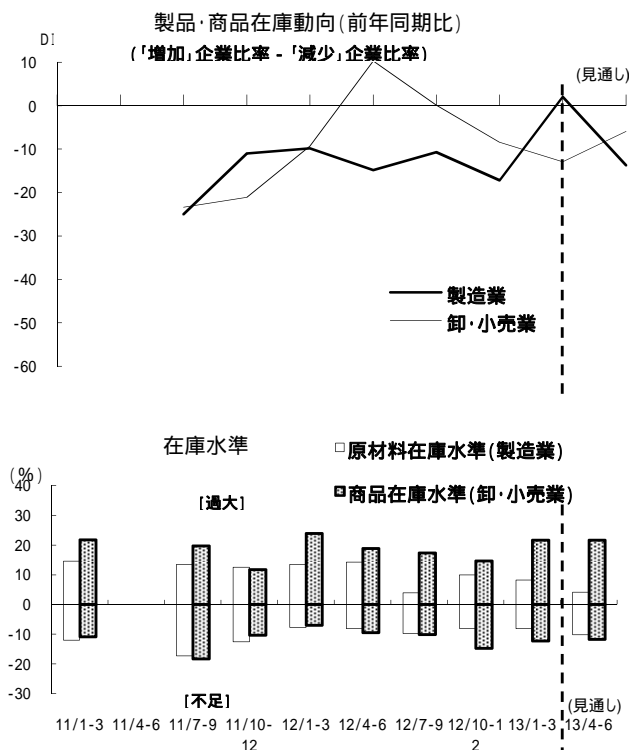 製品･商品在庫動向(前年同期比)
DI
(｢増加｣企業比率 - ｢減少｣企業比率)
(見通し)
10
0
-10
-20
-30
-40
-50
-60
製造業
卸･小売業
在庫水準
(%)
□原材料在庫水準(製造業)
商品在庫水準(卸･小売業)
[過大]
40
30
20
10
0
-10
-20
-30
[不足]
(見通し)
11/1-3 11/4-6 11/7-9 11/10-12 12/1-3 12/4-6 12/7-9 12/10-12 13/1-3 13/4-6